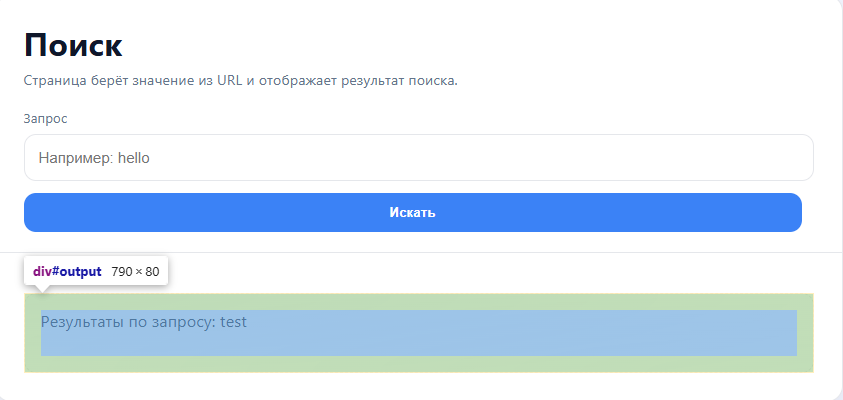 Поиск
Страница берёт значение из URL и отображает результат поиска.
Запрос
Например: hello
Искать
div#output 790 × 80
Результаты по запросу: test